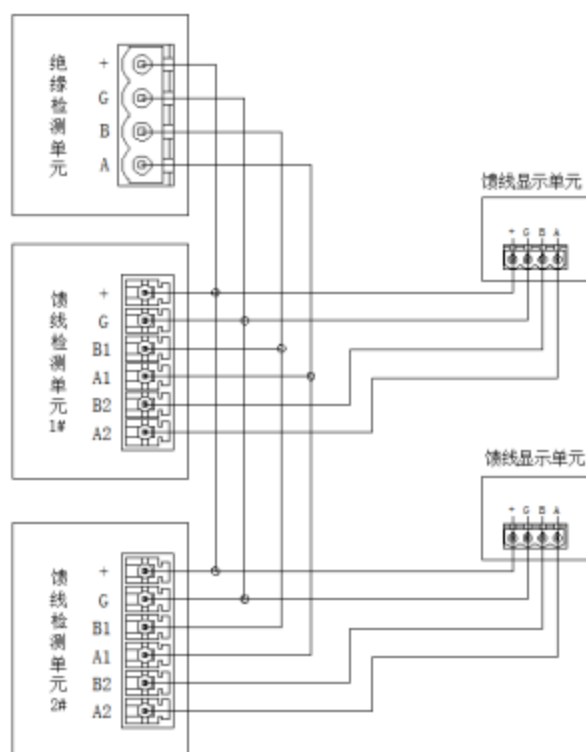 绝缘检测单元
+
G
B
A
馈线显示单元
+ G B A
馈线检测单元1#
+
G
B1
A1
B2
A2
馈线显示单元
+ G B A
馈线检测单元2#
+
G
B1
A1
B2
A2